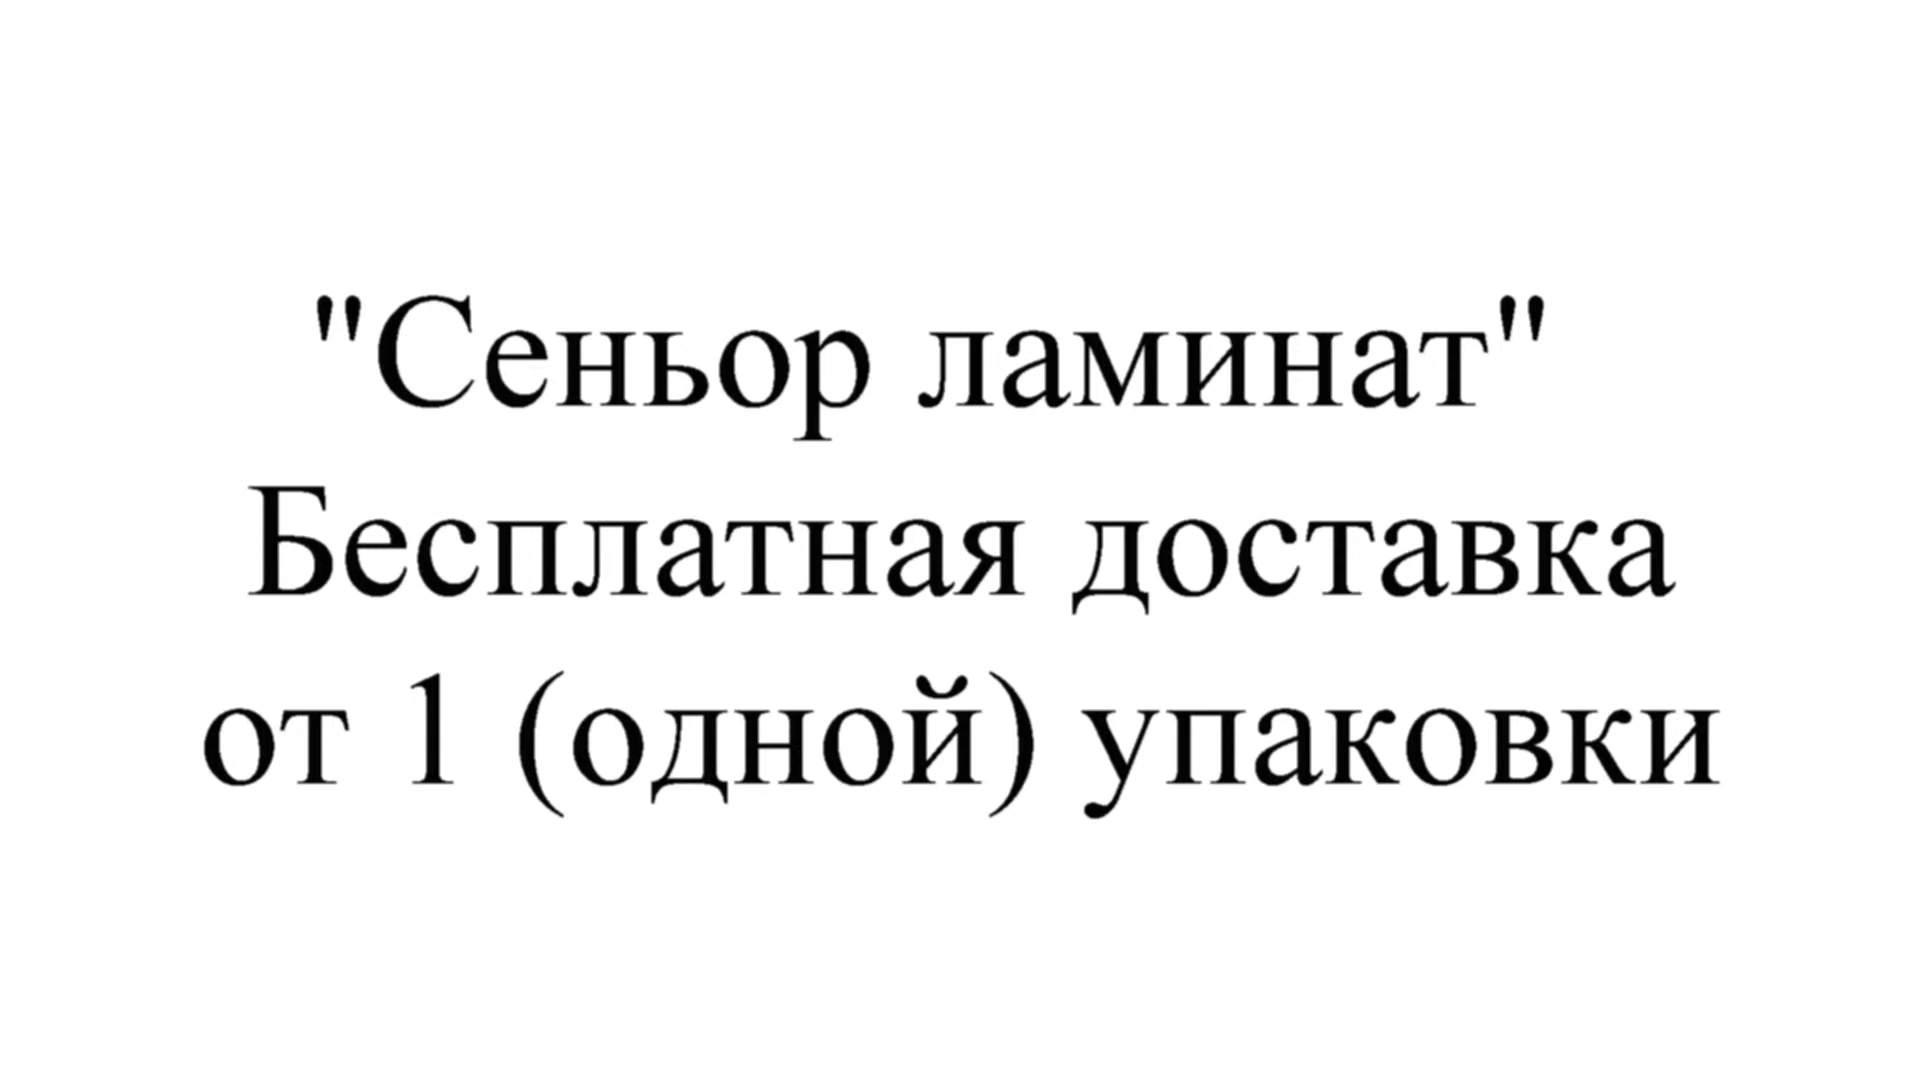 "Сеньор ламинат"
Бесплатная доставка
от 1 (одной) упаковки